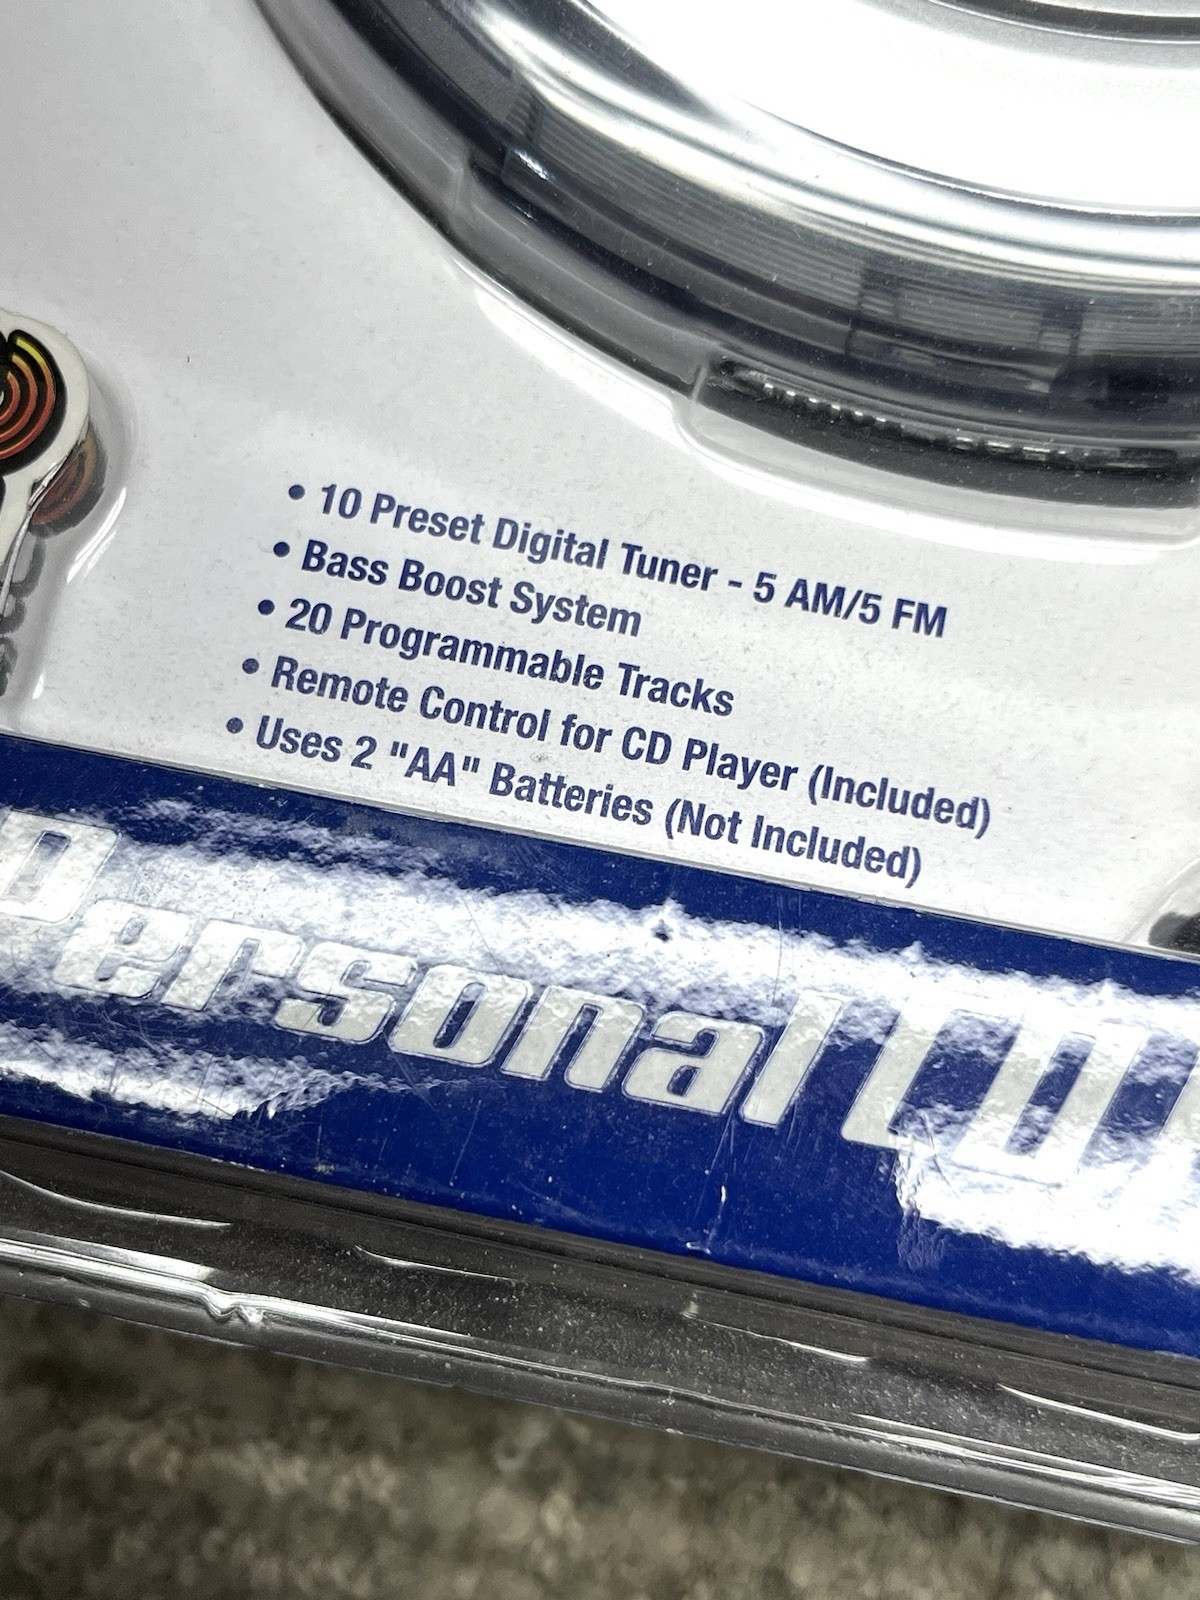 • 10 Preset Digital Tuner - 5 AM/5 FM
• Bass Boost System
• 20 Programmable Tracks
• Remote Control for CD Player (Included)
• Uses 2 "AA" Batteries (Not Included)
Personal CD